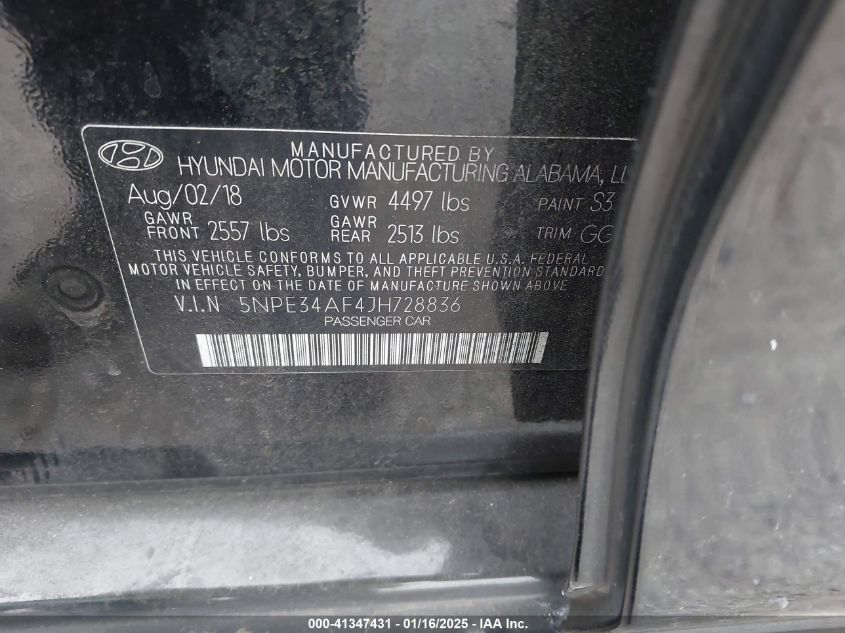 MANUFACTURED BY
HYUNDAI MOTOR MANUFACTURING ALABAMA, LL
Aug/02/18 GVWR 4497 lbs PAINT S3
GAWR FRONT 2557 lbs GAWR REAR 2513 lbs TRIM GG
THIS VEHICLE CONFORMS TO ALL APPLICABLE U.S.A. FEDERAL
MOTOR VEHICLE SAFETY, BUMPER, AND THEFT PREVENTION STANDARD
IN EFFECT ON THE DATE OF MANUFACTURE SHOWN ABOVE
V.I.N 5NPE34AF4JH728836
PASSENGER CAR
000-41347431 - 01/16/2025 - IAA Inc.